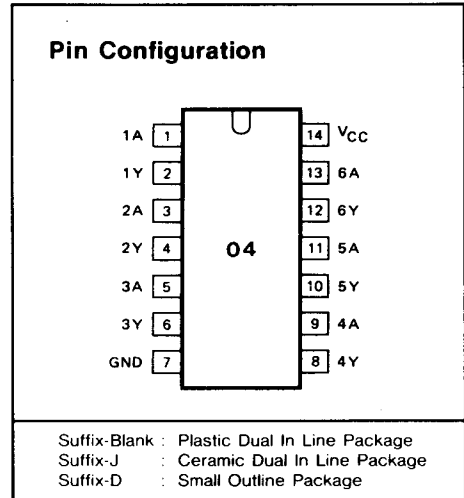 Pin Configuration
1A 1 14 VCC
1Y 2 13 6A
2A 3 12 6Y
2Y 4 04 11 5A
3A 5 10 5Y
3Y 6 9 4A
GND 7 8 4Y
Suffix-Blank : Plastic Dual In Line Package
Suffix-J : Ceramic Dual In Line Package
Suffix-D : Small Outline Package